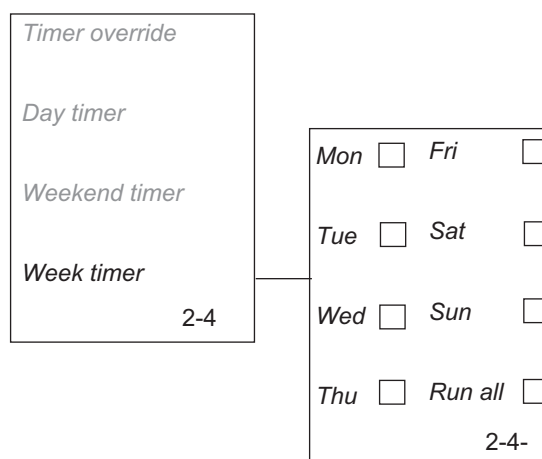 Timer override
Day timer
Weekend timer
Week timer
2-4
Mon Fri
Tue Sat
Wed Sun
Thu Run all
2-4-